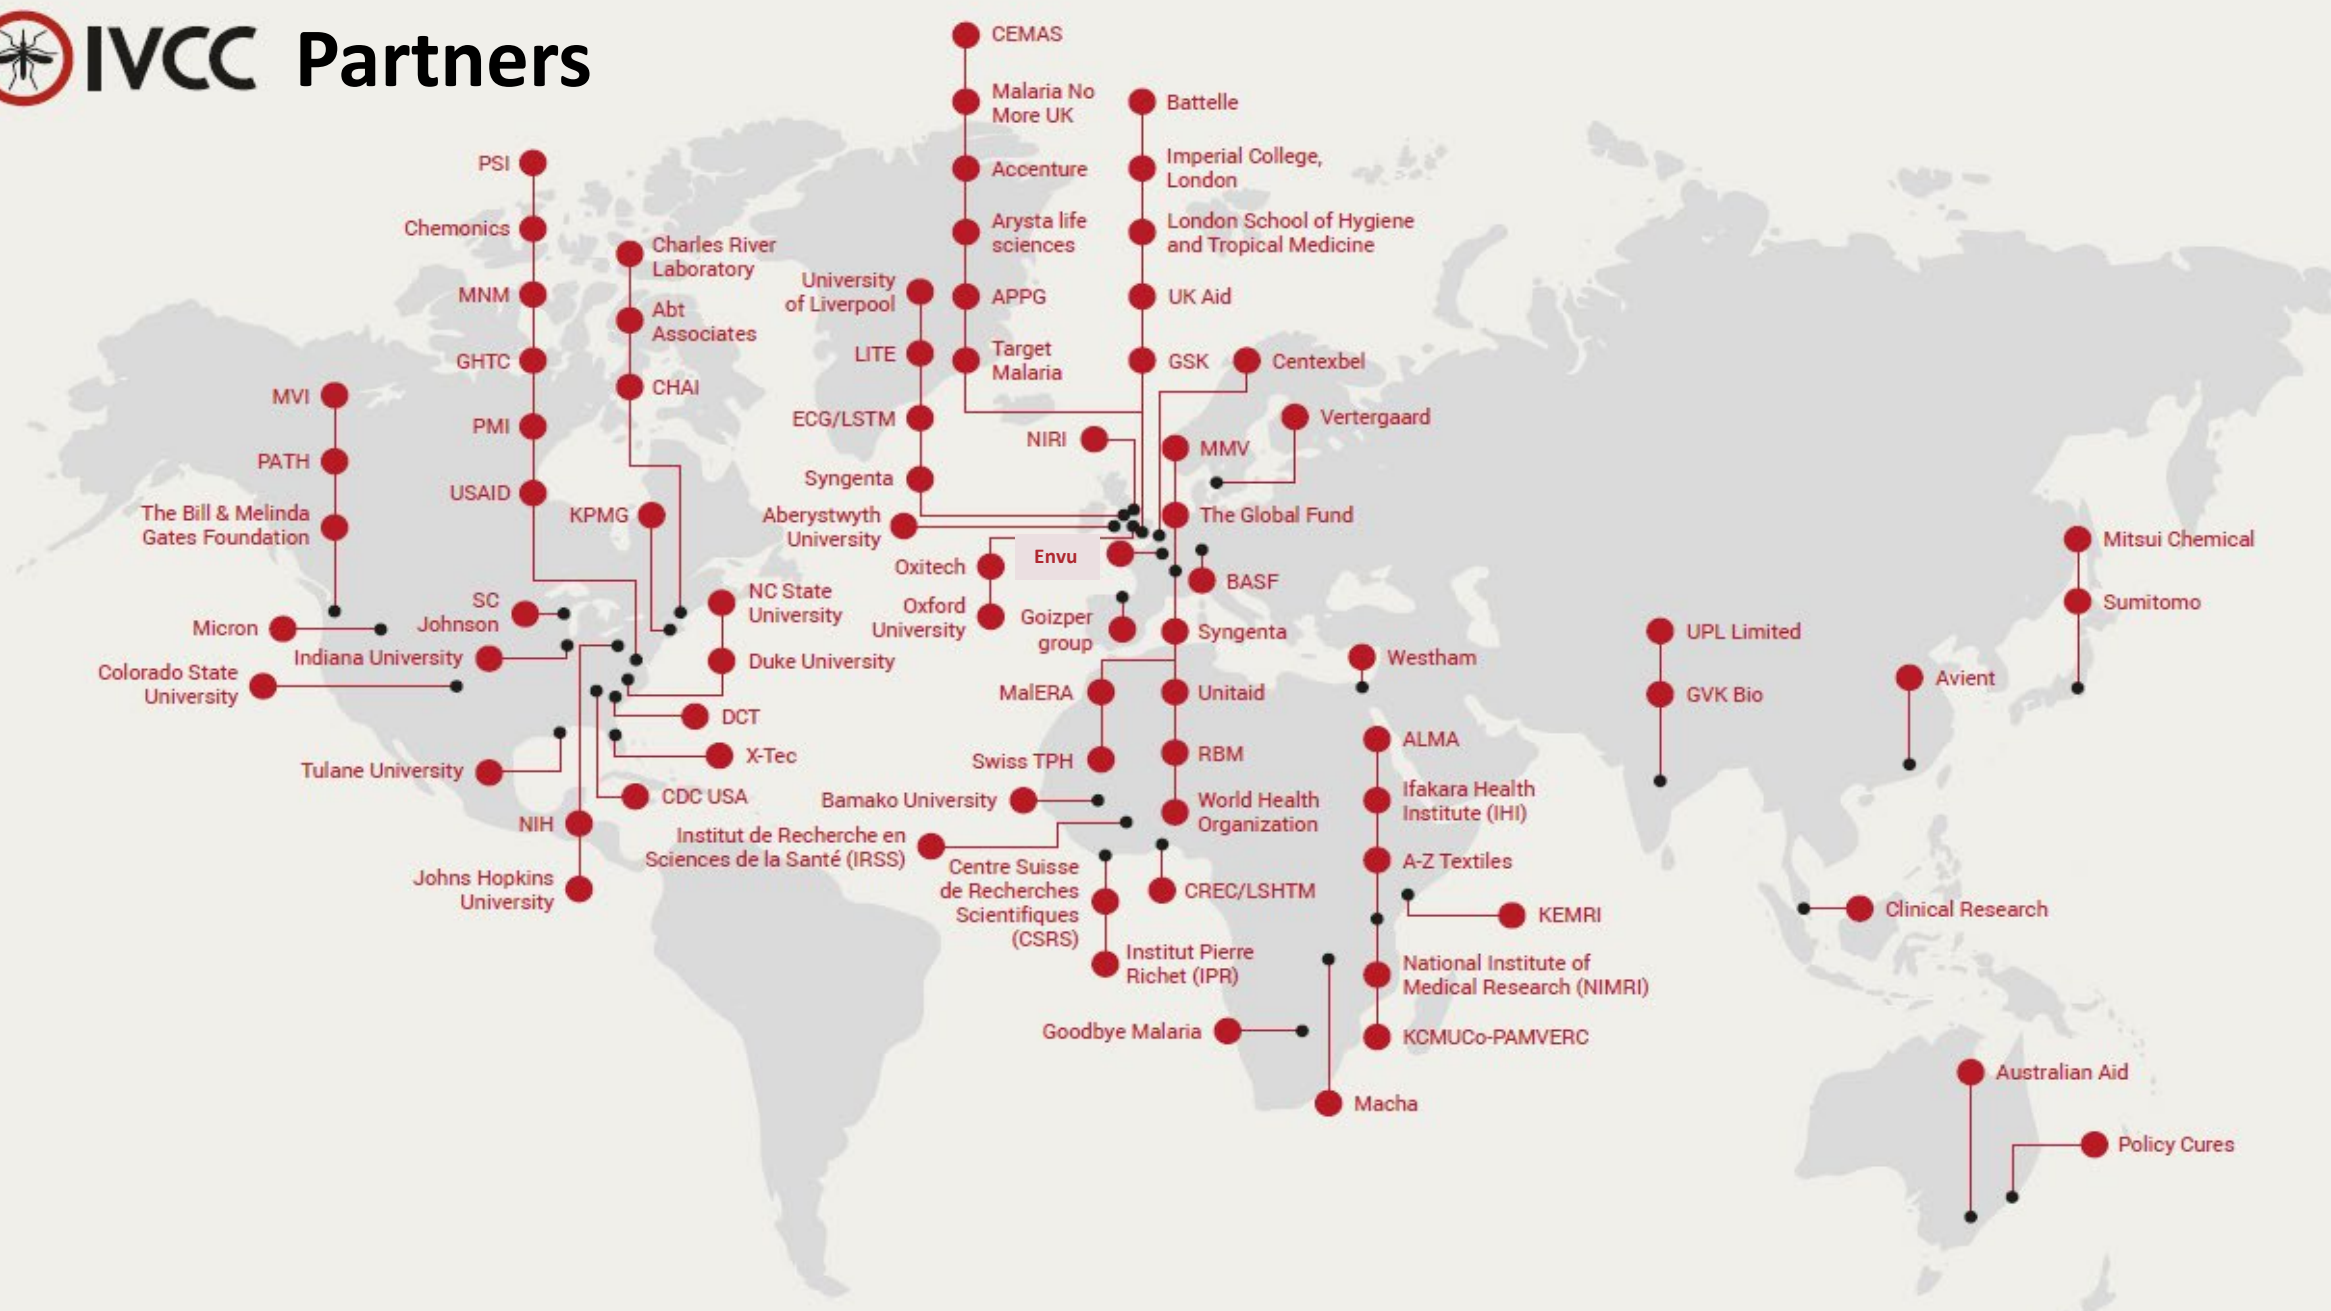 IVCC Partners
CEMAS
Malaria No
More UK
Accenture
Arysta life
sciences
APPG
Target
Malaria
Battelle
Imperial College,
London
London School of Hygiene
and Tropical Medicine
UK Aid
GSK
Centexbel
Vertergaard
NIRI
MMV
The Global Fund
PSI
Chemonics
MNM
GHTC
PMI
USAID
Charles River
Laboratory
Abt
Associates
CHAI
KPMG
University
of Liverpool
LITE
ECG/LSTM
Syngenta
Aberystwyth
University
Oxitech
Oxford
University
Envu
BASF
Goizper
group
Syngenta
MalERA
Swiss TPH
Unitaid
RBM
World Health
Organization
MVI
PATH
The Bill & Melinda
Gates Foundation
Micron
SC
Johnson
Indiana University
Colorado State
University
NC State
University
Duke University
DCT
X-Tec
CDC USA
Tulane University
NIH
Johns Hopkins
University
Bamako University
Institut de Recherche en
Sciences de la Santé (IRSS)
Centre Suisse
de Recherches
Scientifiques
(CSRS)
Institut Pierre
Richet (IPR)
CREC/LSHTM
Westham
ALMA
Ifakara Health
Institute (IHI)
A-Z Textiles
KEMRI
National Institute of
Medical Research (NIMRI)
KCMUCo-PAMVERC
Goodbye Malaria
Macha
UPL Limited
GVK Bio
Avient
Mitsui Chemical
Sumitomo
Clinical Research
Australian Aid
Policy Cures